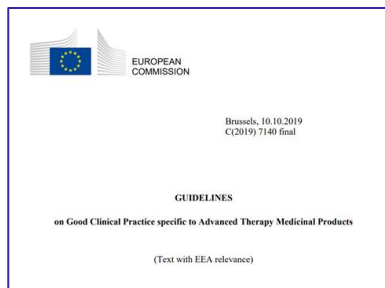 EUROPEAN
COMMISSION
Brussels, 10.10.2019
C(2019) 7140 final
GUIDELINES
on Good Clinical Practice specific to Advanced Therapy Medicinal Products
(Text with EEA relevance)